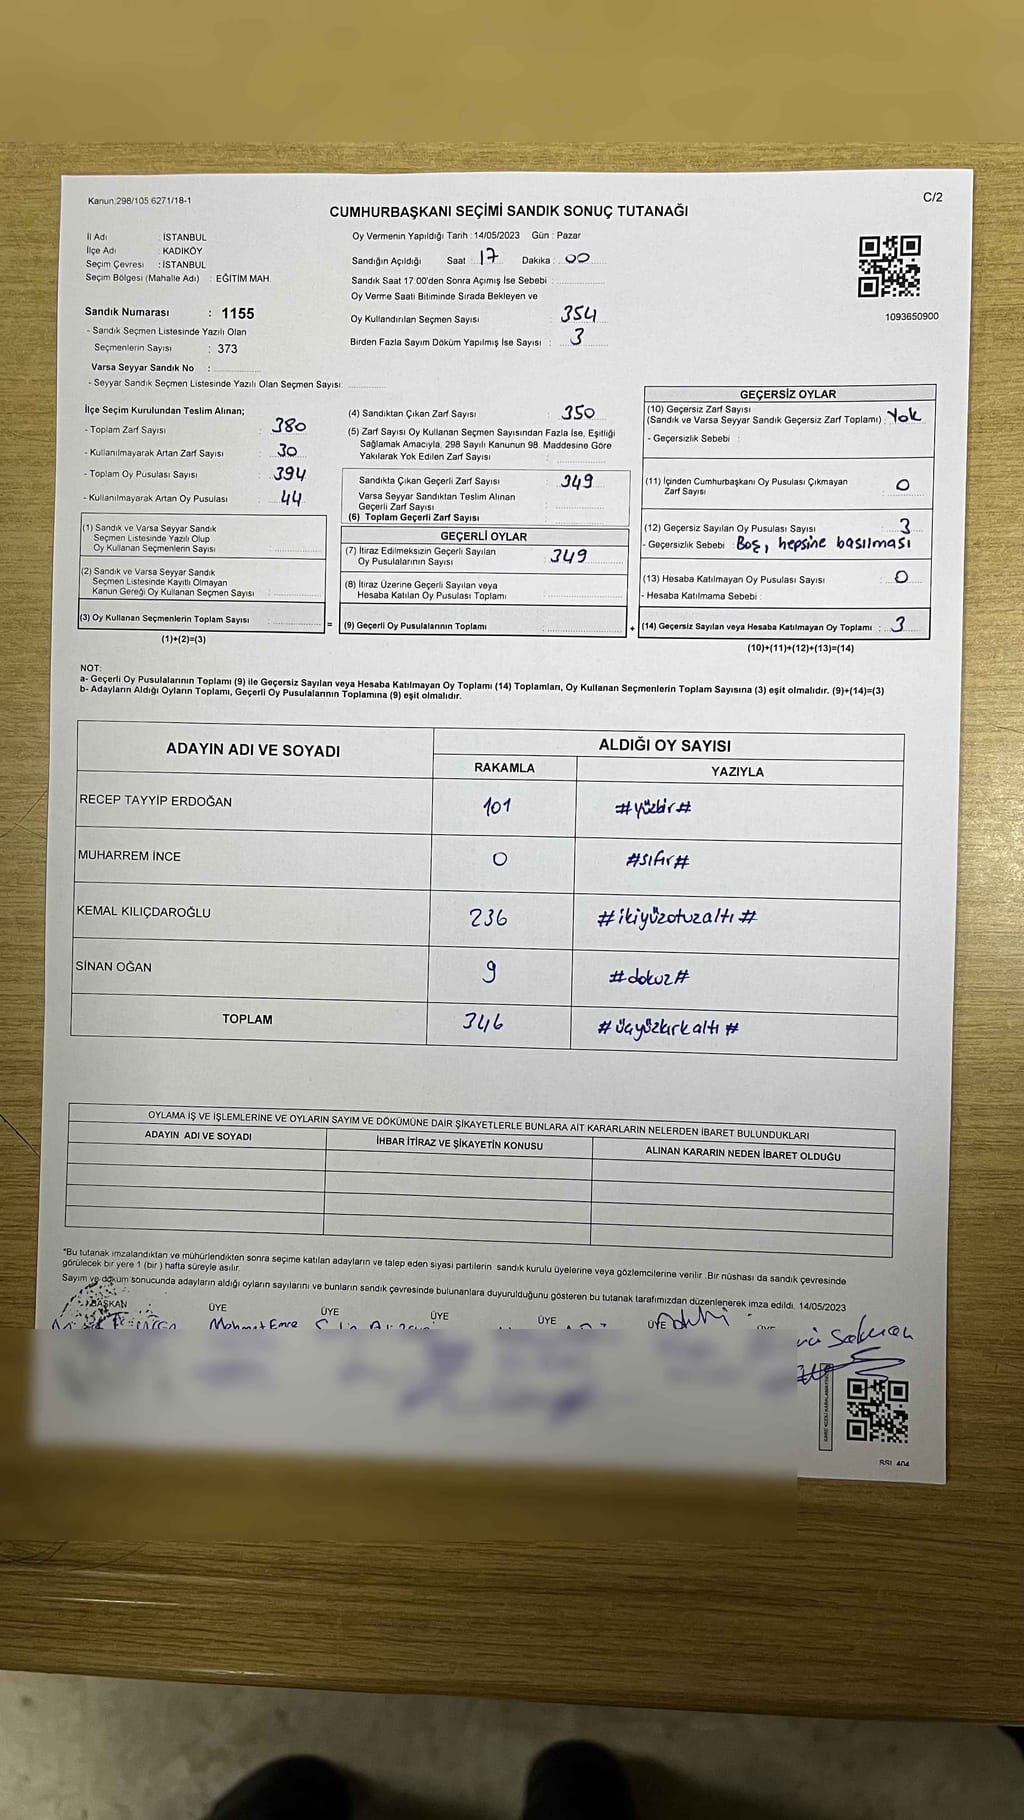 Kanun.298/105 6271/18-1
C/2
CUMHURBAŞKANI SEÇİMİ SANDIK SONUÇ TUTANAĞI
İl Adı : İSTANBUL
İlçe Adı : KADIKÖY
Seçim Çevresi : İSTANBUL
Seçim Bölgesi (Mahalle Adı) : EĞİTİM MAH.
Sandık Numarası : 1155
- Sandık Seçmen Listesinde Yazılı Olan
Seçmenlerin Sayısı : 373
Varsa Seyyar Sandık No :
- Seyyar Sandık Seçmen Listesinde Yazılı Olan Seçmen Sayısı:
Oy Vermenin Yapıldığı Tarih : 14/05/2023 Gün : Pazar
Sandığın Açıldığı Saat : 17 Dakika : 00
Sandık Saat 17:00'den Sonra Açımış İse Sebebi :
Oy Verme Saati Bitiminde Sırada Bekleyen ve
Oy Kullandırılan Seçmen Sayısı : 354
Birden Fazla Sayım Döküm Yapılmış İse Sayısı : 3
1093650900
İlçe Seçim Kurulundan Teslim Alınan;
- Toplam Zarf Sayısı : 380
- Kullanılmayarak Artan Zarf Sayısı : 30
- Toplam Oy Pusulası Sayısı : 394
- Kullanılmayarak Artan Oy Pusulası : 44
(1) Sandık ve Varsa Seyyar Sandık
Seçmen Listesinde Yazılı Olup
Oy Kullanan Seçmenlerin Sayısı :
(2) Sandık ve Varsa Seyyar Sandık
Seçmen Listesinde Kayıtlı Olmayan
Kanun Gereği Oy Kullanan Seçmen Sayısı :
(3) Oy Kullanan Seçmenlerin Toplam Sayısı : =
(1)+(2)=(3)
(4) Sandıktan Çıkan Zarf Sayısı : 350
(5) Zarf Sayısı Oy Kullanan Seçmen Sayısından Fazla İse, Eşitliği
Sağlamak Amacıyla, 298 Sayılı Kanunun 98. Maddesine Göre
Yakılarak Yok Edilen Zarf Sayısı :
Sandıkta Çıkan Geçerli Zarf Sayısı : 349
Varsa Seyyar Sandıktan Teslim Alınan
Geçerli Zarf Sayısı :
(6) Toplam Geçerli Zarf Sayısı :
GEÇERLİ OYLAR
(7) İtiraz Edilmeksizin Geçerli Sayılan
Oy Pusulalarının Sayısı : 349
(8) İtiraz Üzerine Geçerli Sayılan veya
Hesaba Katılan Oy Pusulası Toplamı :
(9) Geçerli Oy Pusulalarının Toplamı : +
GEÇERSİZ OYLAR
(10) Geçersiz Zarf Sayısı
(Sandık ve Varsa Seyyar Sandık Geçersiz Zarf Toplamı) : Yok
- Geçersizlik Sebebi :
(11) İçinden Cumhurbaşkanı Oy Pusulası Çıkmayan
Zarf Sayısı : 0
(12) Geçersiz Sayılan Oy Pusulası Sayısı : 3
- Geçersizlik Sebebi : Boş, hepsine basılması
(13) Hesaba Katılmayan Oy Pusulası Sayısı : 0
- Hesaba Katılmama Sebebi :
(14) Geçersiz Sayılan veya Hesaba Katılmayan Oy Toplamı : 3
(10)+(11)+(12)+(13)=(14)
NOT:
a- Geçerli Oy Pusulalarının Toplamı (9) ile Geçersiz Sayılan veya Hesaba Katılmayan Oy Toplamı (14) Toplamları, Oy Kullanan Seçmenlerin Toplam Sayısına (3) eşit olmalıdır. (9)+(14)=(3)
b- Adayların Aldığı Oyların Toplamı, Geçerli Oy Pusulalarının Toplamına (9) eşit olmalıdır.
ADAYIN ADI VE SOYADI
ALDIĞI OY SAYISI
RAKAMLA YAZIYLA
RECEP TAYYİP ERDOĞAN 101 #yüzbir#
MUHARREM İNCE 0 #sıfır#
KEMAL KILIÇDAROĞLU 236 #ikiyüzotuzaltı#
SİNAN OĞAN 9 #dokuz#
TOPLAM 346 #üçyüzkırkaltı#
OYLAMA İŞ VE İŞLEMLERİNE VE OYLARIN SAYIM VE DÖKÜMÜNE DAİR ŞİKAYETLERLE BUNLARA AİT KARARLARIN NELERDEN İBARET BULUNDUKLARI
ADAYIN ADI VE SOYADI İHBAR İTİRAZ VE ŞİKAYETİN KONUSU ALINAN KARARIN NEDEN İBARET OLDUĞU
*Bu tutanak imzalandıktan ve mühürlendikten sonra seçime katılan adayların ve talep eden siyasi partilerin sandık kurulu üyelerine veya gözlemcilerine verilir. Bir nüshası da sandık çevresinde
görülecek bir yere 1 (bir ) hafta süreyle asılır.
Sayım ve döküm sonucunda adayların aldığı oyların sayılarını ve bunların sandık çevresinde bulunanlara duyurulduğunu gösteren bu tutanak tarafımızdan düzenlenerek imza edildi. 14/05/2023
BAŞKAN ÜYE ÜYE ÜYE ÜYE ÜYE
Mehmet Emre